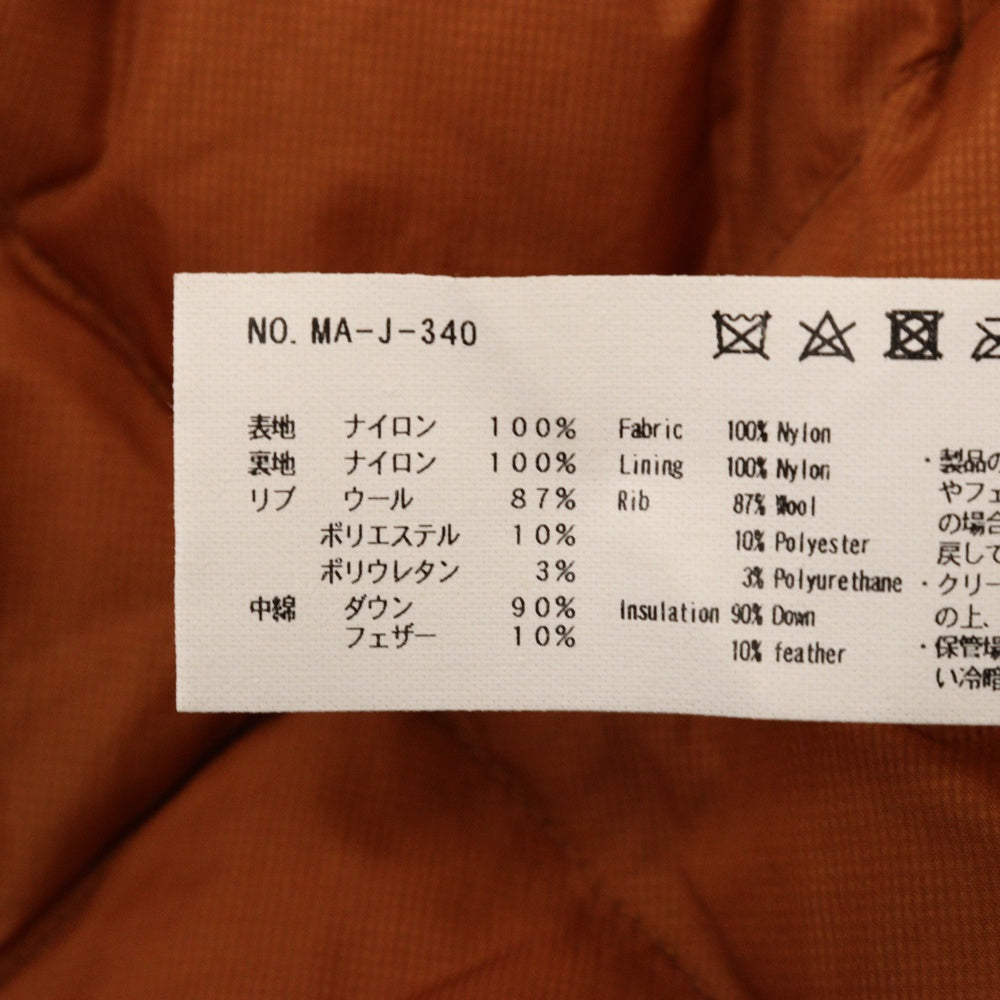 NO. MA-J-340
表地 ナイロン 100% Fabric 100% Nylon
裏地 ナイロン 100% Lining 100% Nylon
リブ ウール 87% Rib 87% Wool
ポリエステル 10% 10% Polyester
ポリウレタン 3% 3% Polyurethane
中綿 ダウン 90% Insulation 90% Down
フェザー 10% 10% feather
・製品の
やフェ
の場合
戻して
・クリー
の上、
・保管場
い冷暗